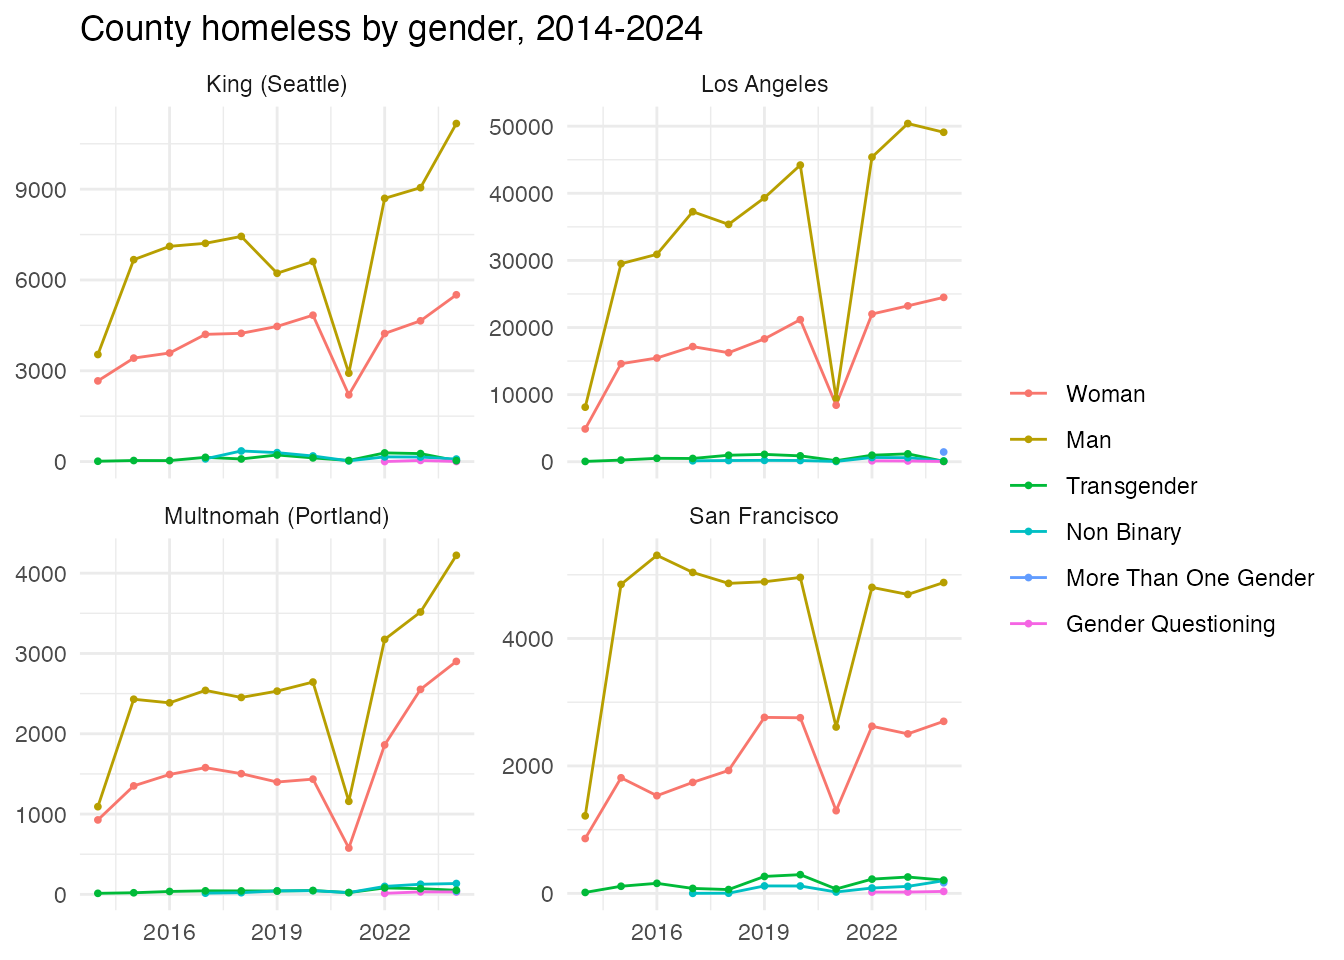 County homeless by gender, 2014-2024
King (Seattle)
Los Angeles
9000
6000
3000
0
50000
40000
30000
20000
10000
0
Multnomah (Portland)
San Francisco
4000
3000
2000
1000
0
4000
2000
0
2016 2019 2022
2016 2019 2022
Woman
Man
Transgender
Non Binary
More Than One Gender
Gender Questioning